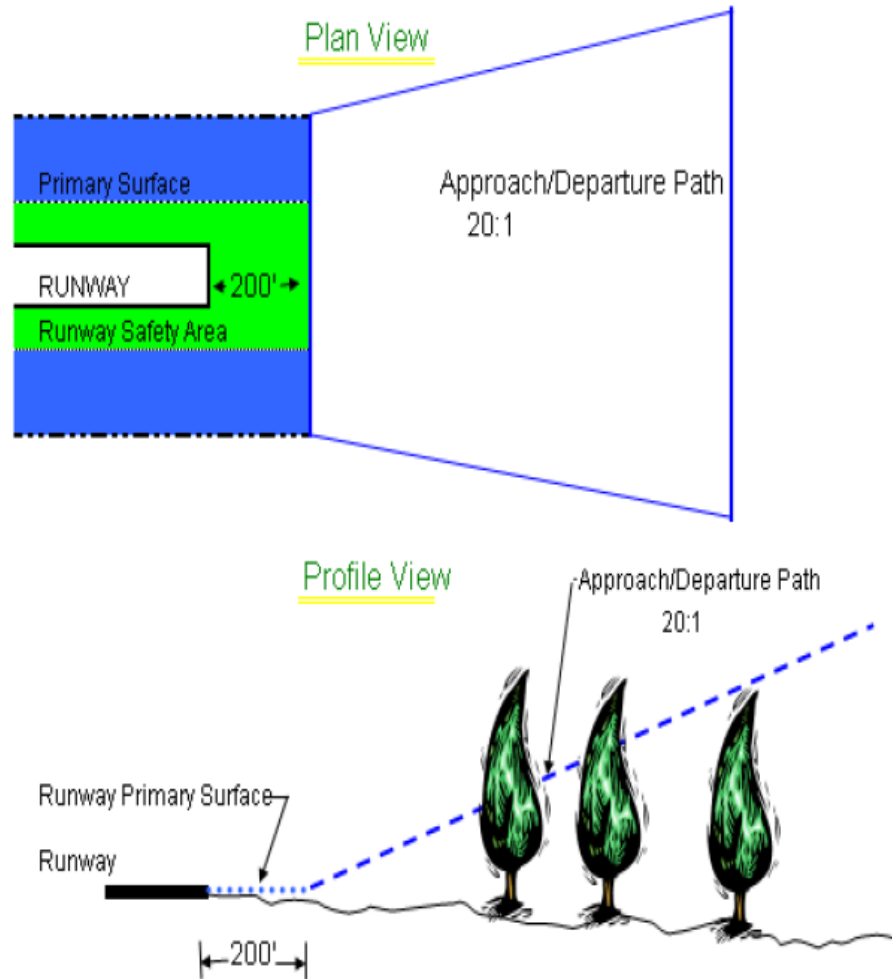 Plan View
Primary Surface
Approach/Departure Path
20:1
RUNWAY
200'
Runway Safety Area
Profile View
Approach/Departure Path
20:1
Runway Primary Surface
Runway
200'